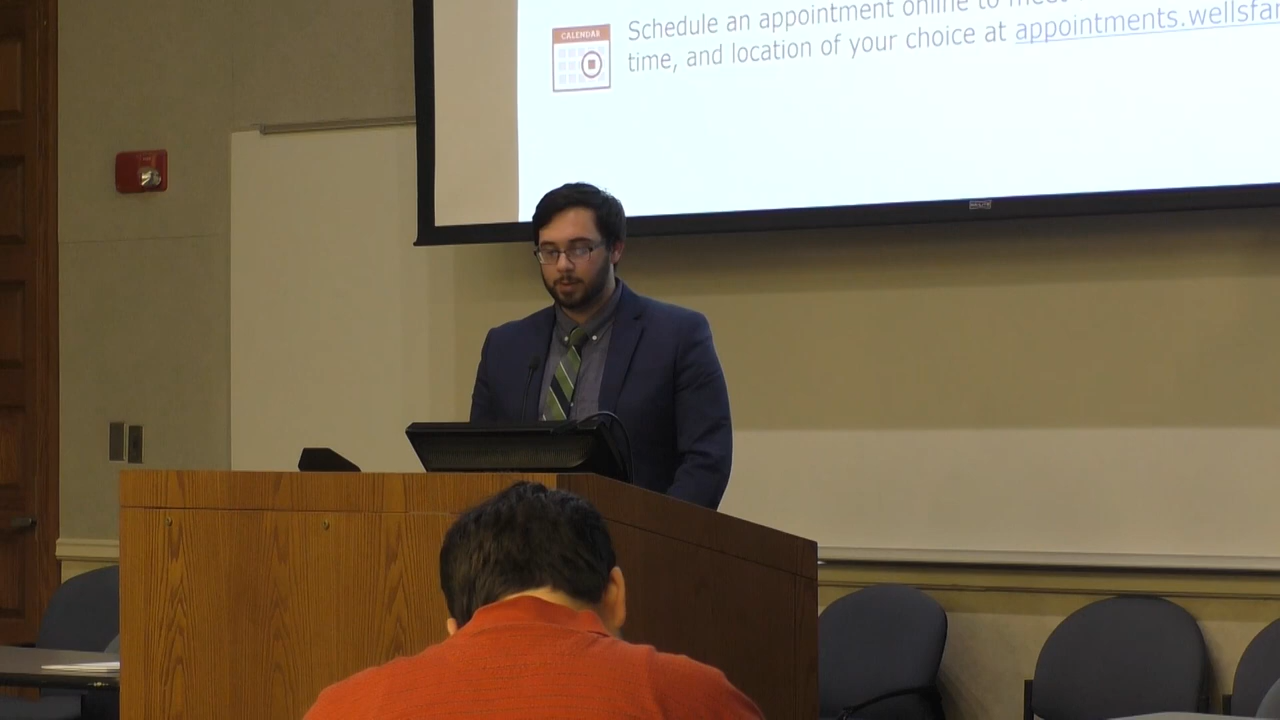 CALENDAR
Schedule an appointment online to meet
time, and location of your choice at appointments.wellsfar